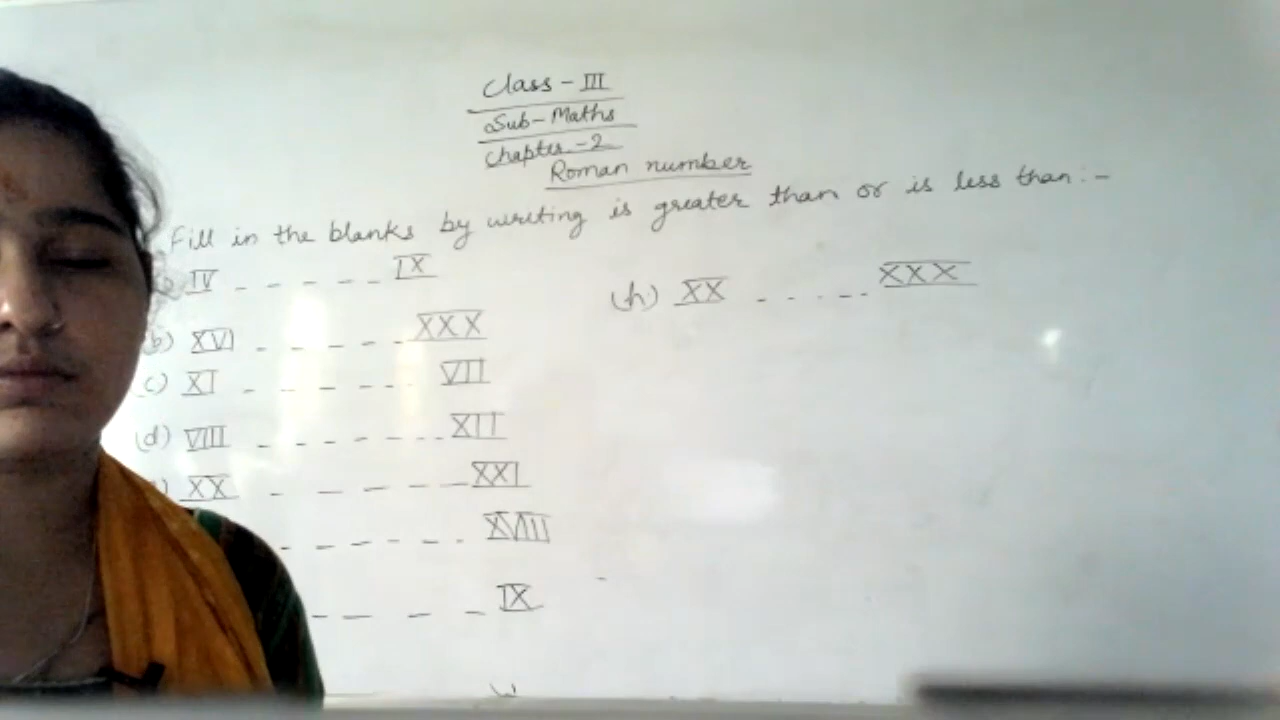 Class - III
Sub - Maths
Chapter - 2
Roman number
Fill in the blanks by writing is greater than or is less than :-
) IV - - - - - - IX
b) XVI - - - - - - XXX
c) XI - - - - - - VII
(d) VIII - - - - - - XII
) XX - - - - - XXI
- - - - - - XVIII
- - - - IX
(h) XX - - - - - XXX